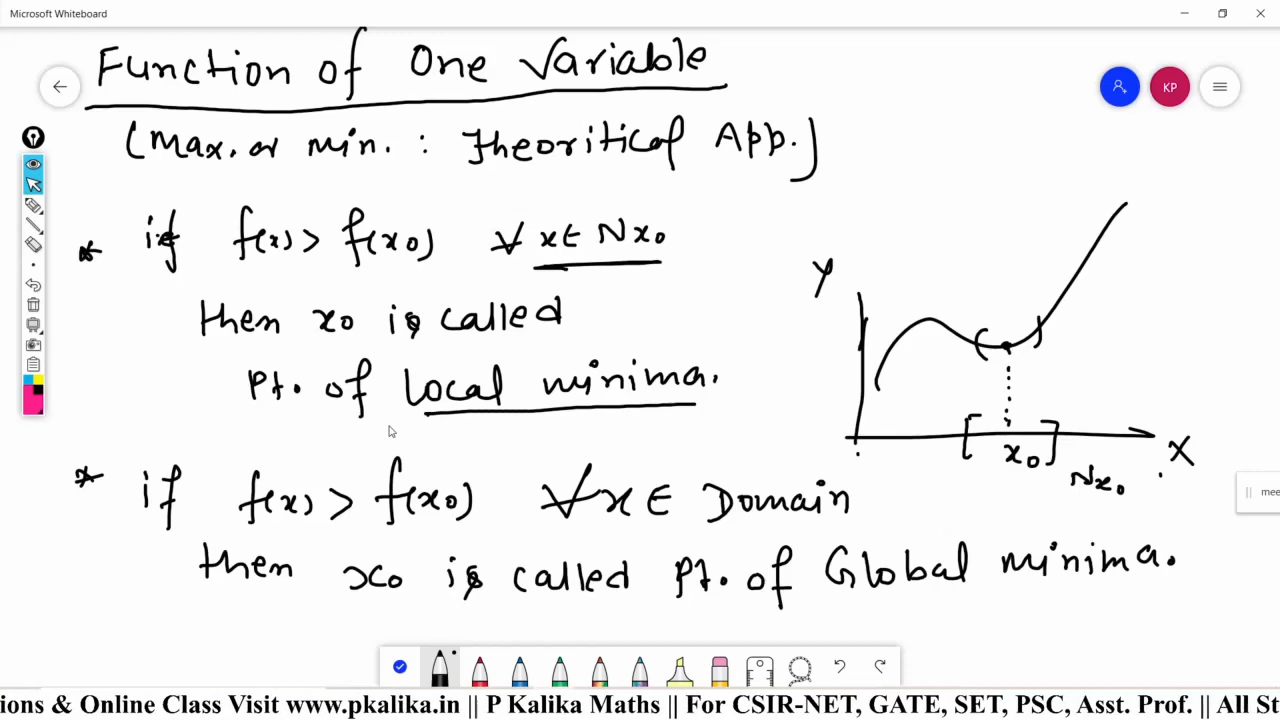 Microsoft Whiteboard
Function of One Variable
(Max. or min. : Theoritical App.)
KP
* if f(x) > f(x0) ∀ x ∈ Nx0
then x0 is called
Pt. of local minima.
Y
[ x0 ]
X
Nx0
mee
* if f(x) > f(x0) ∀ x ∈ Domain
then x0 is called Pt. of Global minima.
ions & Online Class Visit www.pkalika.in || P Kalika Maths || For CSIR-NET, GATE, SET, PSC, Asst. Prof. || All St